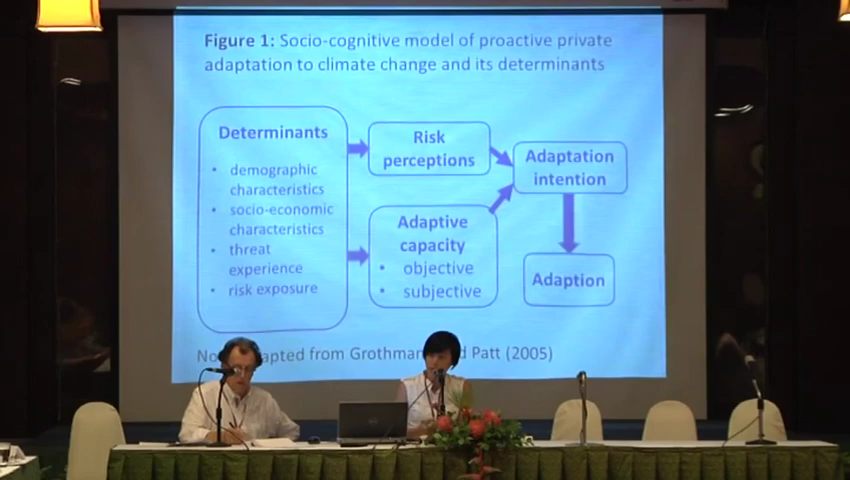 Figure 1: Socio-cognitive model of proactive private
adaptation to climate change and its determinants
Determinants
• demographic
characteristics
• socio-economic
characteristics
• threat
experience
• risk exposure
Risk
perceptions
Adaptive
capacity
• objective
• subjective
Adaptation
intention
Adaption
No apted from Grothman d Patt (2005)